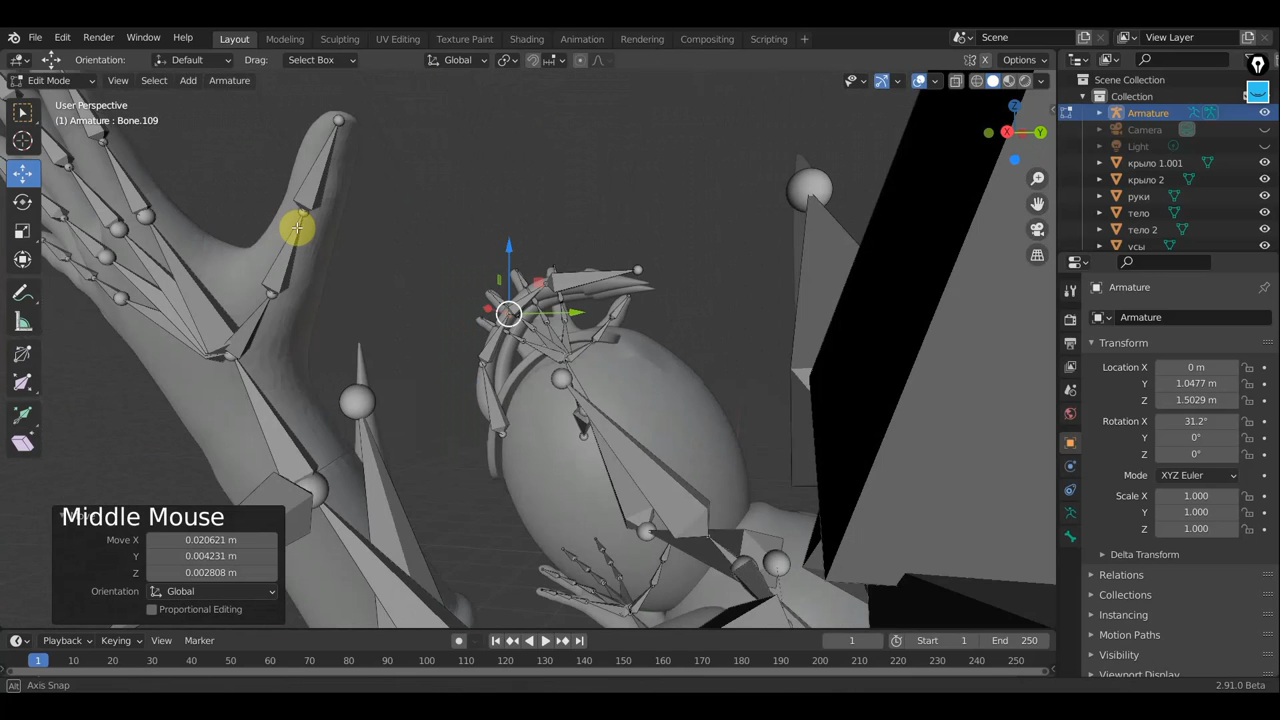 File Edit Render Window Help Layout Modeling Sculpting UV Editing Texture Paint Shading Animation Rendering Compositing Scripting + Scene View Layer
Orientation: Default Drag: Select Box Global X Options
Edit Mode View Select Add Armature
User Perspective
(1) Armature : Bone.109
Z
X
Y
Middle Mouse
Move X 0.020621 m
Y 0.004231 m
Z 0.002808 m
Orientation Global
Proportional Editing
Scene Collection
Collection
Armature
Camera
Light
крыло 1.001
крыло 2
руки
тело
тело 2
усы
Armature
Armature
Transform
Location X 0 m
Y 1.0477 m
Z 1.5029 m
Rotation X 31.2°
Y 0°
Z 0°
Mode XYZ Euler
Scale X 1.000
Y 1.000
Z 1.000
Delta Transform
Relations
Collections
Instancing
Motion Paths
Visibility
Viewport Display
Playback Keying View Marker 1 Start 1 End 250
1 10 20 30 40 50 60 70 80 90 100 110 120 130 140 150 160 170 180 190 200 210 220 230 240 250
Alt Axis Snap 2.91.0 Beta